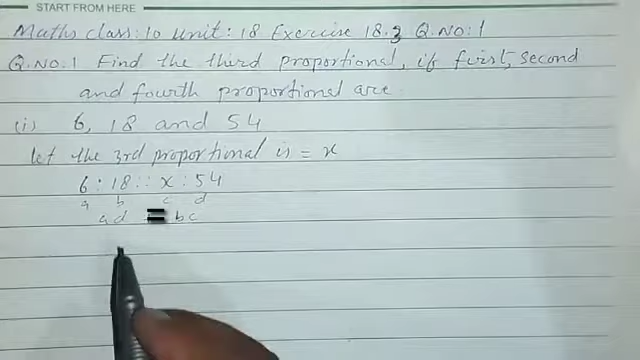 START FROM HERE
Maths class: 10 Unit: 18 Exercise 18.3 Q.NO:1
Q.NO:1 Find the third proportional, if first, second
and fourth proportional are
(i) 6, 18 and 54
let the 3rd proportional is = x
6 : 18 :: x : 54
a b c d
ad = bc